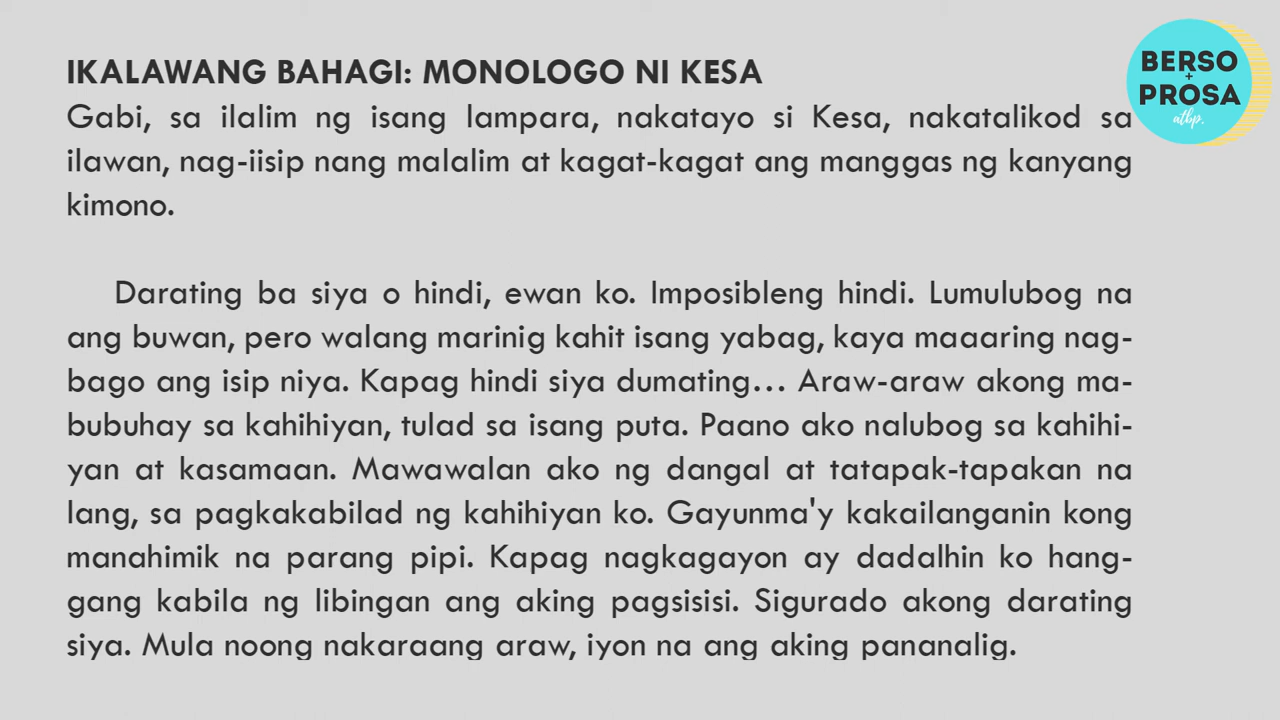 IKALAWANG BAHAGI: MONOLOGO NI KESA
Gabi, sa ilalim ng isang lampara, nakatayo si Kesa, nakatalikod sa
ilawan, nag-iisip nang malalim at kagat-kagat ang manggas ng kanyang
kimono.
Darating ba siya o hindi, ewan ko. Imposibleng hindi. Lumulubog na
ang buwan, pero walang marinig kahit isang yabag, kaya maaaring nag-
bago ang isip niya. Kapag hindi siya dumating… Araw-araw akong ma-
bubuhay sa kahihiyan, tulad sa isang puta. Paano ako nalubog sa kahihi-
yan at kasamaan. Mawawalan ako ng dangal at tatapak-tapakan na
lang, sa pagkakabilad ng kahihiyan ko. Gayunma'y kakailanganin kong
manahimik na parang pipi. Kapag nagkagayon ay dadalhin ko hang-
gang kabila ng libingan ang aking pagsisisi. Sigurado akong darating
siya. Mula noong nakaraang araw, iyon na ang aking pananalig.
BERSO
+
PROSA
atbp.